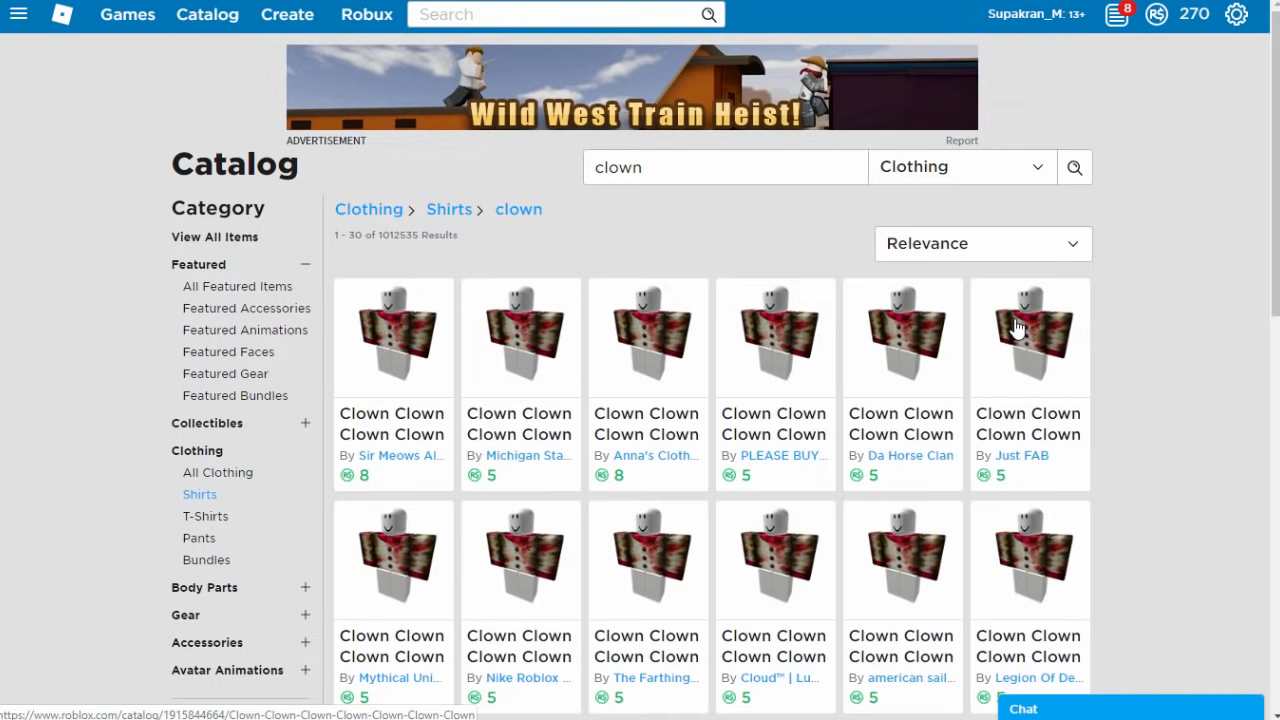 Games Catalog Create Robux Search Supakran_M: 13+ 8 270
Wild West Train Heist!
ADVERTISEMENT Report
Catalog clown Clothing
Category
View All Items
Featured
All Featured Items
Featured Accessories
Featured Animations
Featured Faces
Featured Gear
Featured Bundles
Collectibles
Clothing
All Clothing
Shirts
T-Shirts
Pants
Bundles
Body Parts
Gear
Accessories
Avatar Animations
Clothing > Shirts > clown
1 - 30 of 1012535 Results
Relevance
Clown Clown Clown Clown Clown Clown Clown Clown Clown Clown Clown Clown
Clown Clown Clown Clown Clown Clown Clown Clown Clown Clown Clown Clown
By Sir Meows Al... By Michigan Sta... By Anna's Cloth... By PLEASE BUY... By Da Horse Clan By Just FAB
8 5 8 5 5 5
Clown Clown Clown Clown Clown Clown Clown Clown Clown Clown Clown Clown
Clown Clown Clown Clown Clown Clown Clown Clown Clown Clown Clown Clown
By Mythical Uni... By Nike Roblox ... By The Farthing... By Cloud™ | Lu... By american sail... By Legion Of De...
5 5 5 5 5 5
Chat
https://www.roblox.com/catalog/1915844664/Clown-Clown-Clown-Clown-Clown-Clown-Clown